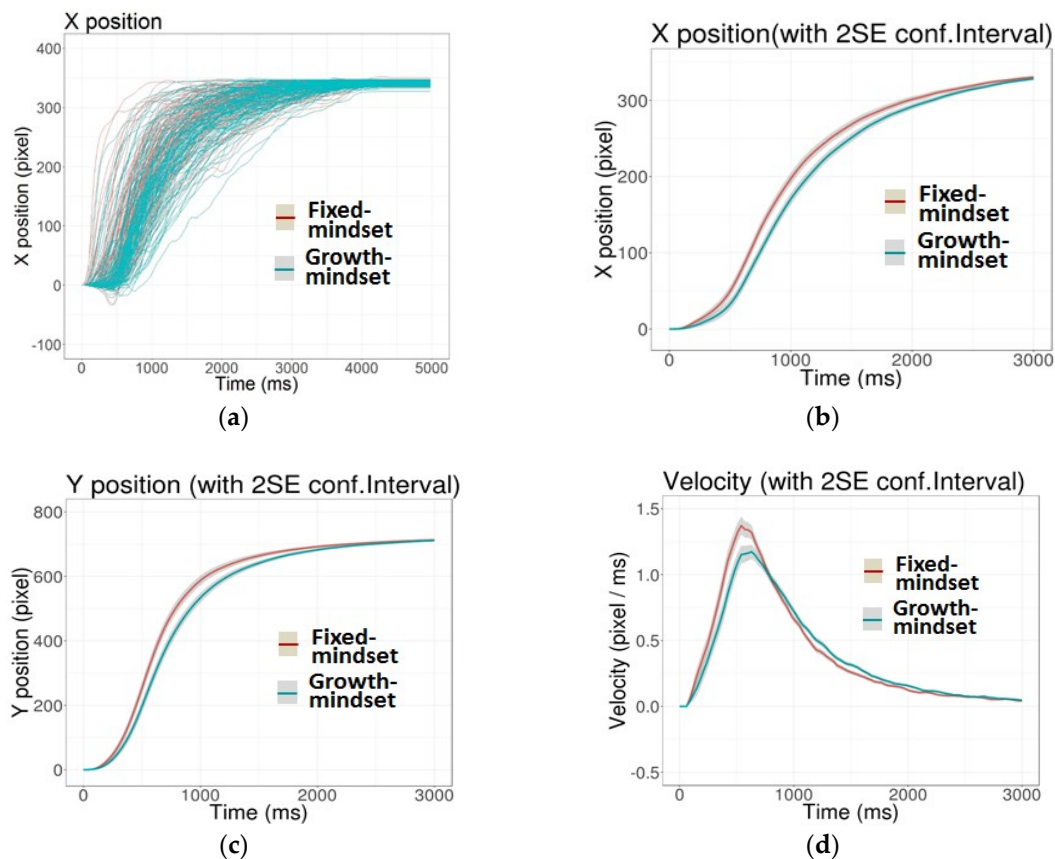 X position
400
300
200
100
0
-100
X position (pixel)
Fixed-
mindset
Growth-
mindset
0 1000 2000 3000 4000 5000
Time (ms)
(a)
X position(with 2SE conf.Interval)
300
200
100
0
X position (pixel)
Fixed-
mindset
Growth-
mindset
0 1000 2000 3000
Time (ms)
(b)
Y position (with 2SE conf.Interval)
800
600
400
200
0
Y position (pixel)
Fixed-
mindset
Growth-
mindset
0 1000 2000 3000
Time (ms)
(c)
Velocity (with 2SE conf.Interval)
1.5
1.0
0.5
0.0
-0.5
Velocity (pixel / ms)
Fixed-
mindset
Growth-
mindset
0 1000 2000 3000
Time (ms)
(d)